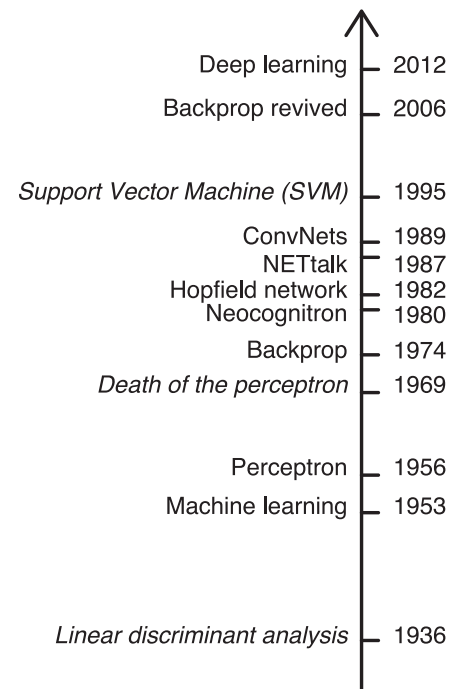 Deep learning 2012
Backprop revived 2006
Support Vector Machine (SVM) 1995
ConvNets 1989
NETtalk 1987
Hopfield network 1982
Neocognitron 1980
Backprop 1974
Death of the perceptron 1969
Perceptron 1956
Machine learning 1953
Linear discriminant analysis 1936